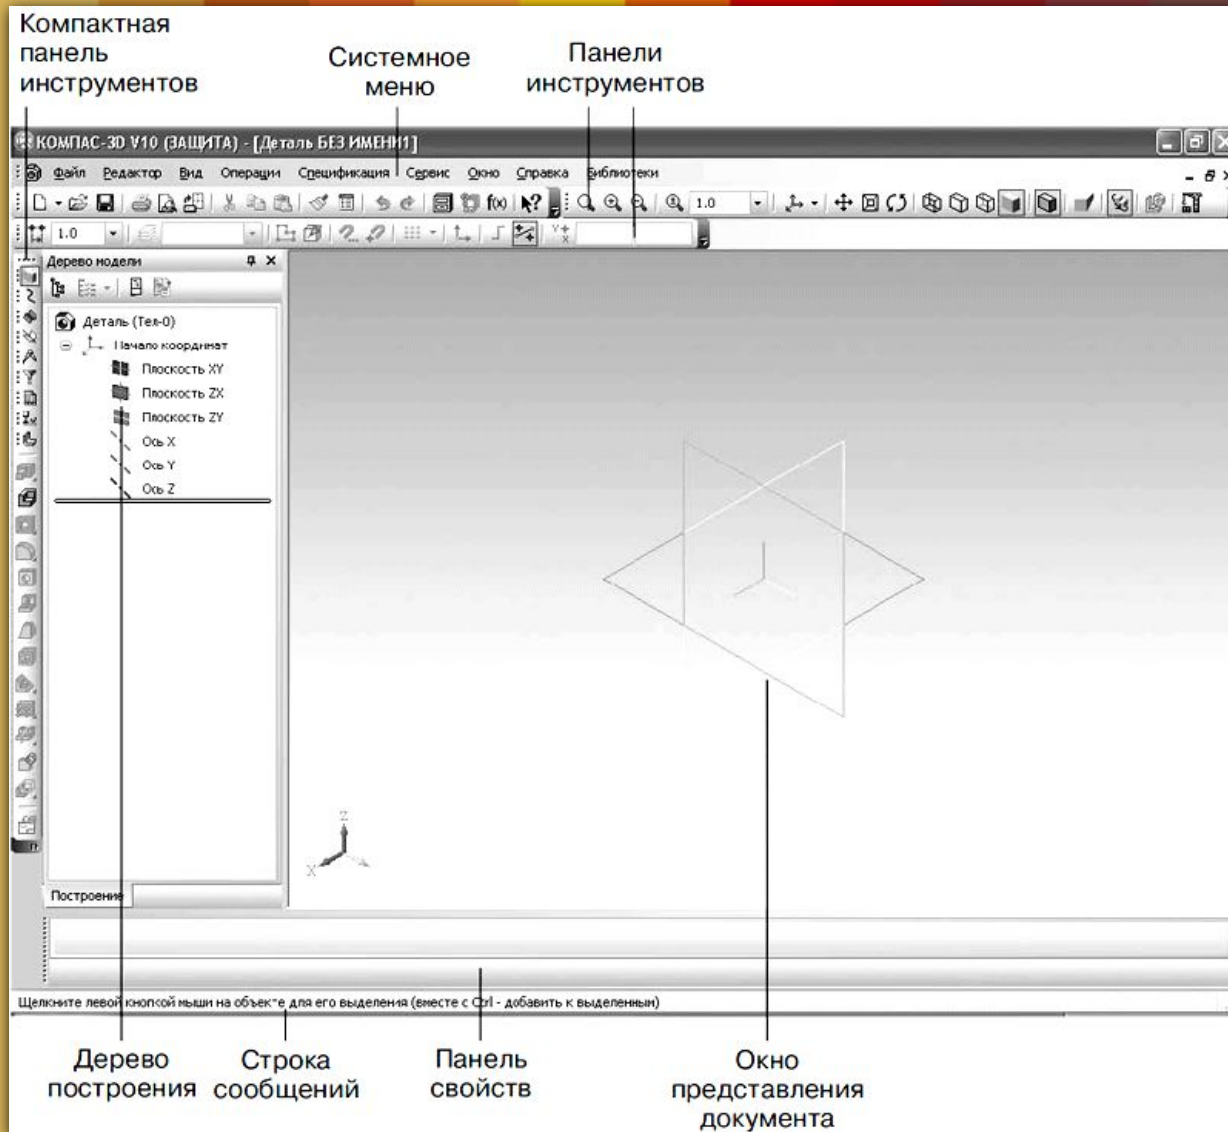 Компактная
панель
инструментов
Системное
меню
Панели
инструментов
КОМПАС-3D V10 (ЗАЩИТА) - [Деталь БЕЗ ИМЕНИ1]
Файл Редактор Вид Операции Спецификация Сервис Окно Справка Библиотеки
f(x) 1.0
1.0
Дерево модели
Деталь (Тел-0)
Начало координат
Плоскость XY
Плоскость ZX
Плоскость ZY
Ось X
Ось Y
Ось Z
Z
X
Построение
Щелкните левой кнопкой мыши на объекте для его выделения (вместе с Ctrl - добавить к выделенным)
Дерево
построения
Строка
сообщений
Панель
свойств
Окно
представления
документа